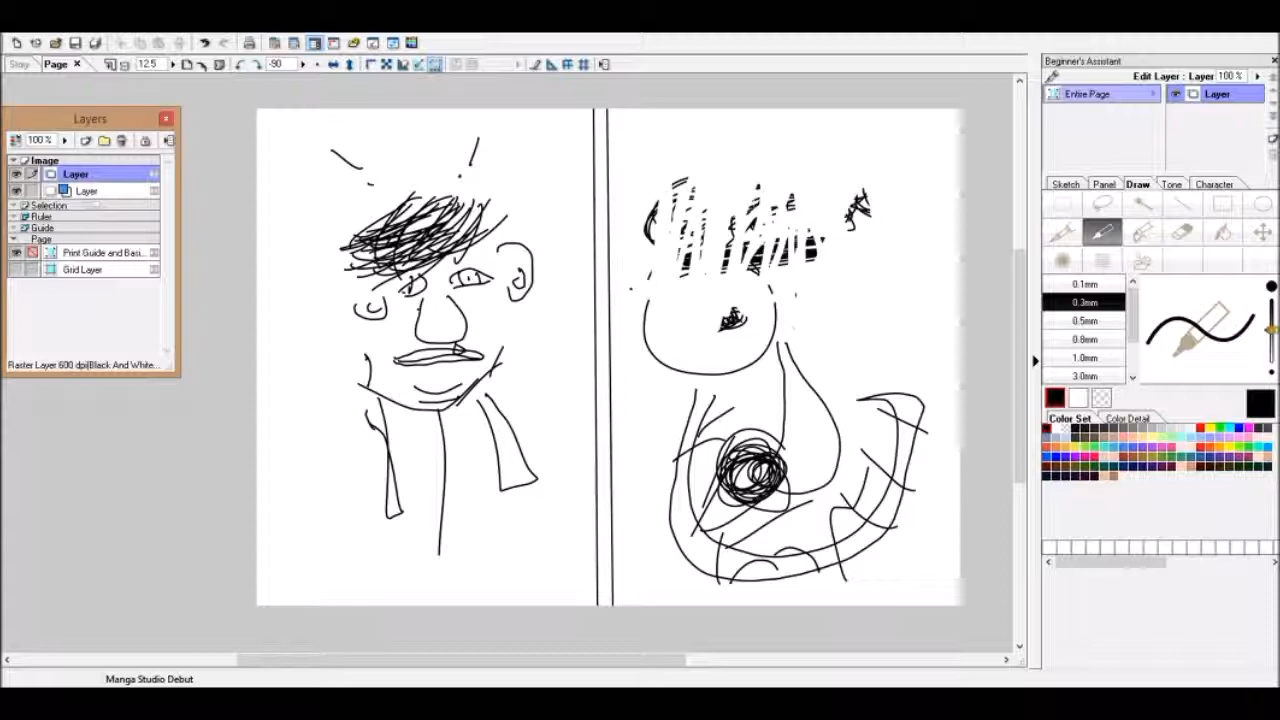 Beginner's Assistant
Story Page × 12.5 -90
Edit Layer : Layer 100 %
Entire Page Layer
Layers
100 %
Image
Layer
Layer
Selection
Ruler
Guide
Page
Print Guide and Basi...
Grid Layer
Raster Layer 600 dpi(Black And White...
Sketch Panel Draw Tone Character
0.1mm
0.3mm
0.5mm
0.8mm
1.0mm
3.0mm
Color Set Color Detail
Manga Studio Debut